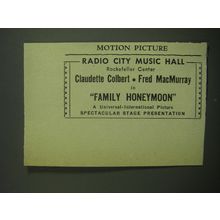 MOTION PICTURE
RADIO CITY MUSIC HALL
Rockefeller Center
Claudette Colbert • Fred MacMurray
in
"FAMILY HONEYMOON"
A Universal-International Picture
SPECTACULAR STAGE PRESENTATION